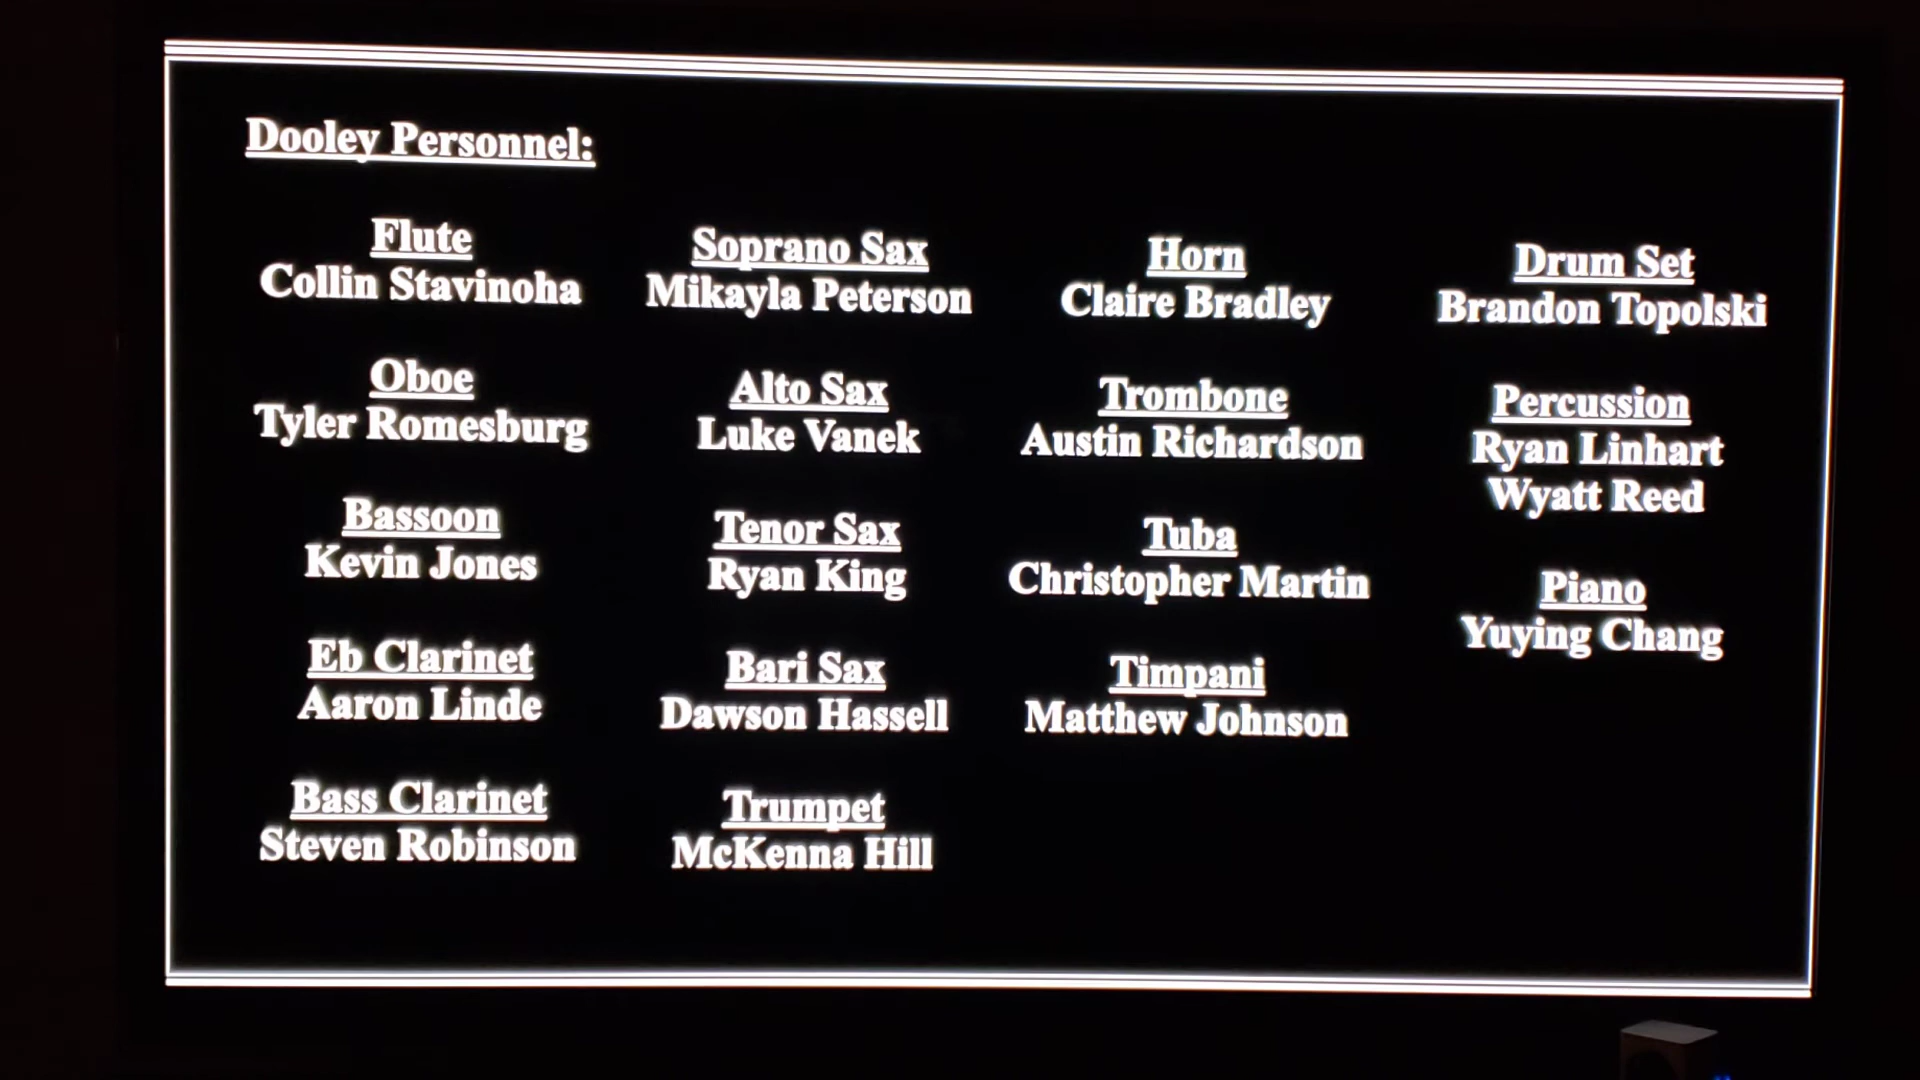 Dooley Personnel:
Flute
Collin Stavinoha
Oboe
Tyler Romesburg
Bassoon
Kevin Jones
Eb Clarinet
Aaron Linde
Bass Clarinet
Steven Robinson
Soprano Sax
Mikayla Peterson
Alto Sax
Luke Vanek
Tenor Sax
Ryan King
Bari Sax
Dawson Hassell
Trumpet
McKenna Hill
Horn
Claire Bradley
Trombone
Austin Richardson
Tuba
Christopher Martin
Timpani
Matthew Johnson
Drum Set
Brandon Topolski
Percussion
Ryan Linhart
Wyatt Reed
Piano
Yuying Chang